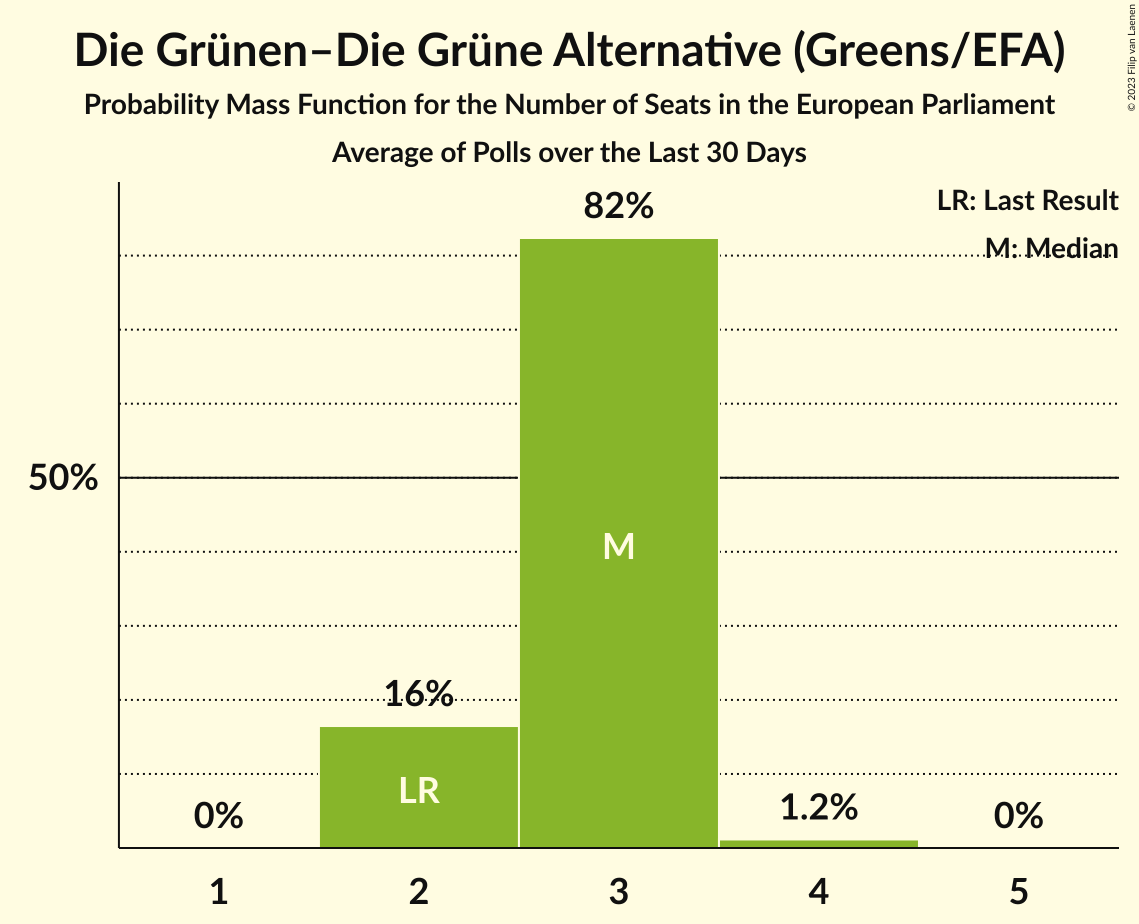 Die Grünen–Die Grüne Alternative (Greens/EFA)
Probability Mass Function for the Number of Seats in the European Parliament
Average of Polls over the Last 30 Days
© 2023 Filip van Laenen
LR: Last Result
M: Median
82%
50%
M
16%
LR
0%
1.2%
0%
1 2 3 4 5